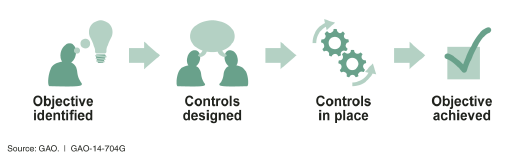 Objective
identified
Controls
designed
Controls
in place
Objective
achieved
Source: GAO. | GAO-14-704G